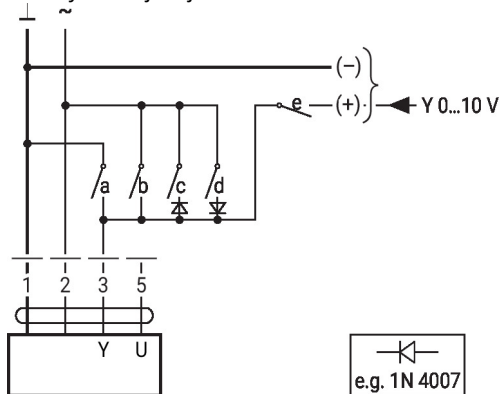 ⊥ ~
(−)
e (+) Y 0...10 V
a b c d
1 2 3 5
Y U
e.g. 1N 4007